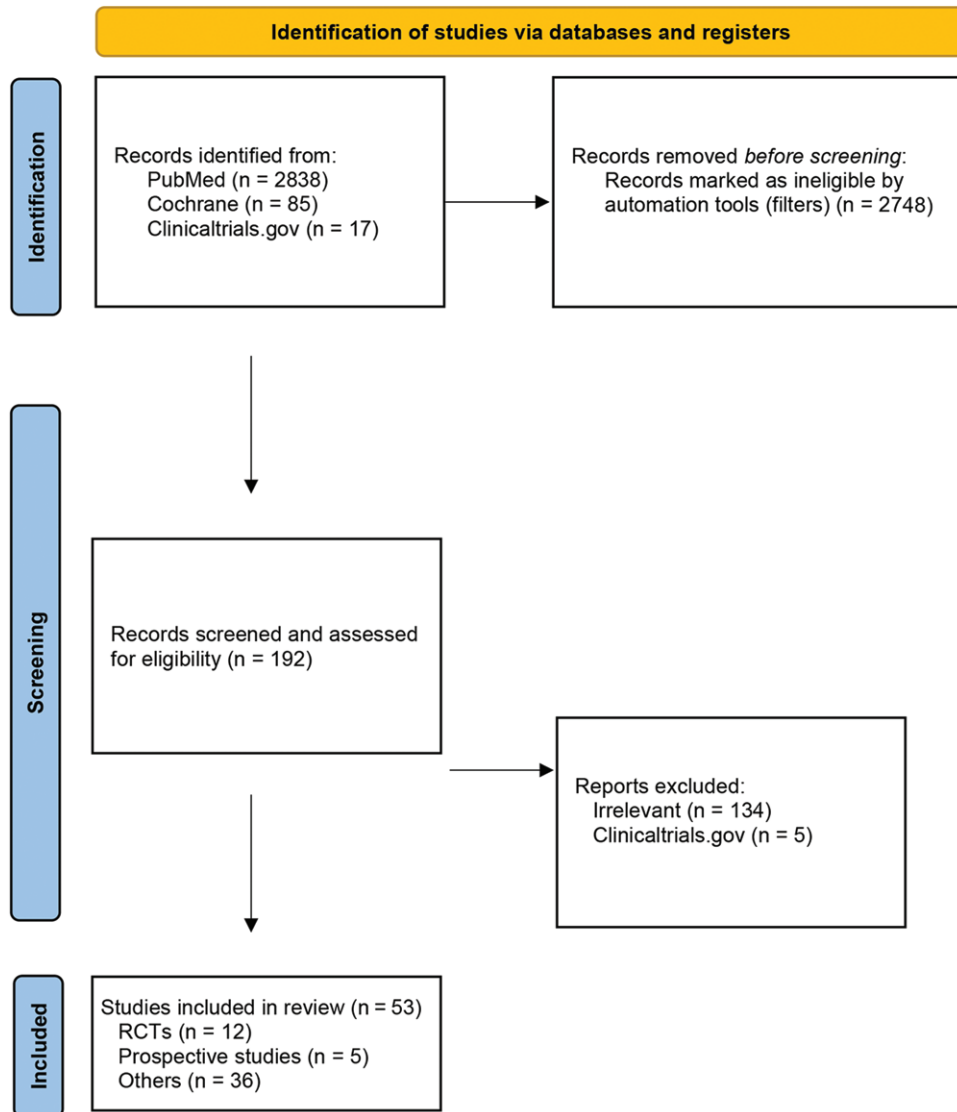 Identification of studies via databases and registers
Identification
Records identified from:
PubMed (n = 2838)
Cochrane (n = 85)
Clinicaltrials.gov (n = 17)
Records removed before screening:
Records marked as ineligible by
automation tools (filters) (n = 2748)
Screening
Records screened and assessed
for eligibility (n = 192)
Reports excluded:
Irrelevant (n = 134)
Clinicaltrials.gov (n = 5)
Included
Studies included in review (n = 53)
RCTs (n = 12)
Prospective studies (n = 5)
Others (n = 36)